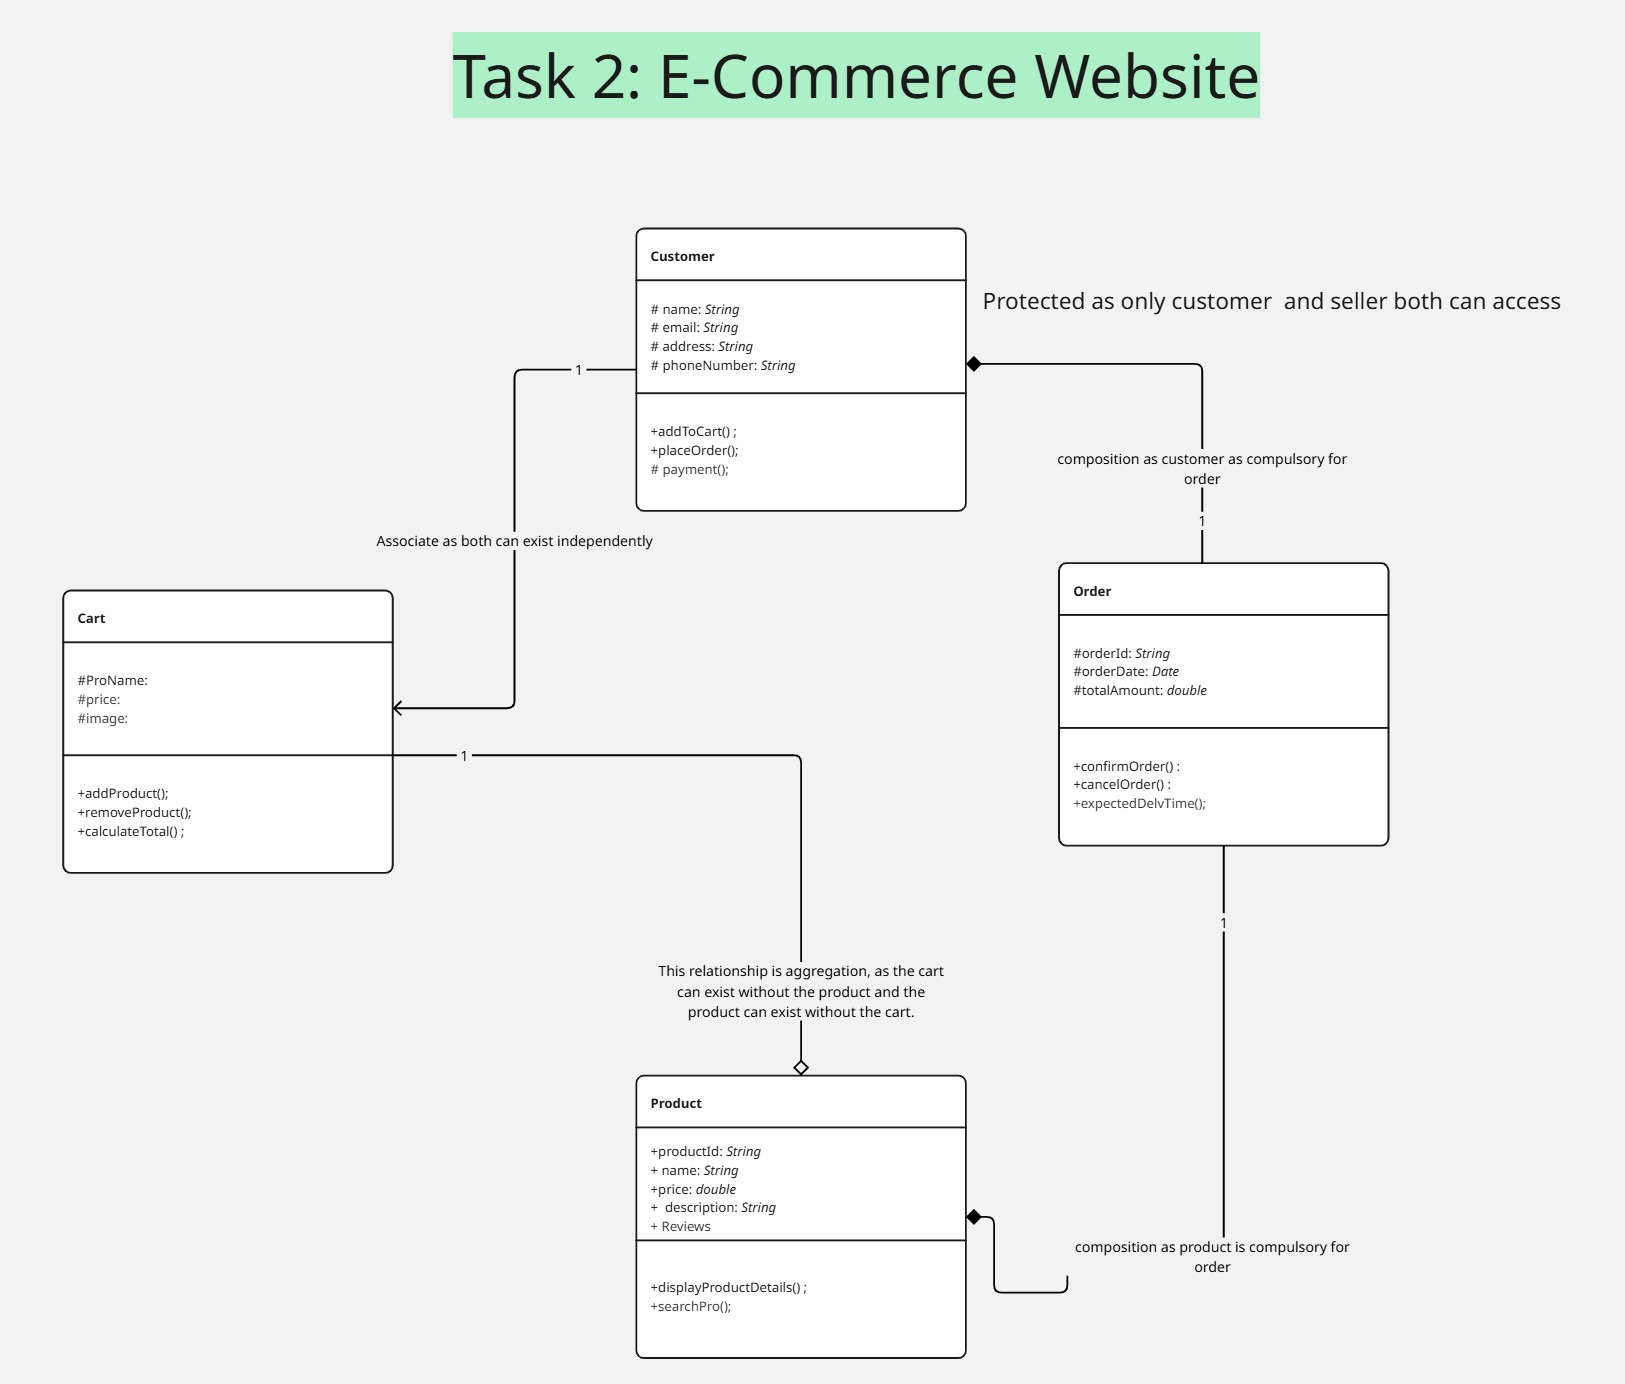 Task 2: E-Commerce Website
Customer
# name: String
# email: String
# address: String
# phoneNumber: String
+addToCart() ;
+placeOrder();
# payment();
Protected as only customer  and seller both can access
1
composition as customer as compulsory for
order
1
Associate as both can exist independently
Cart
#ProName:
#price:
#image:
+addProduct();
+removeProduct();
+calculateTotal() ;
Order
#orderId: String
#orderDate: Date
#totalAmount: double
+confirmOrder() :
+cancelOrder() :
+expectedDelvTime();
1
1
This relationship is aggregation, as the cart
can exist without the product and the
product can exist without the cart.
Product
+productId: String
+ name: String
+price: double
+  description: String
+ Reviews
+displayProductDetails() ;
+searchPro();
composition as product is compulsory for
order